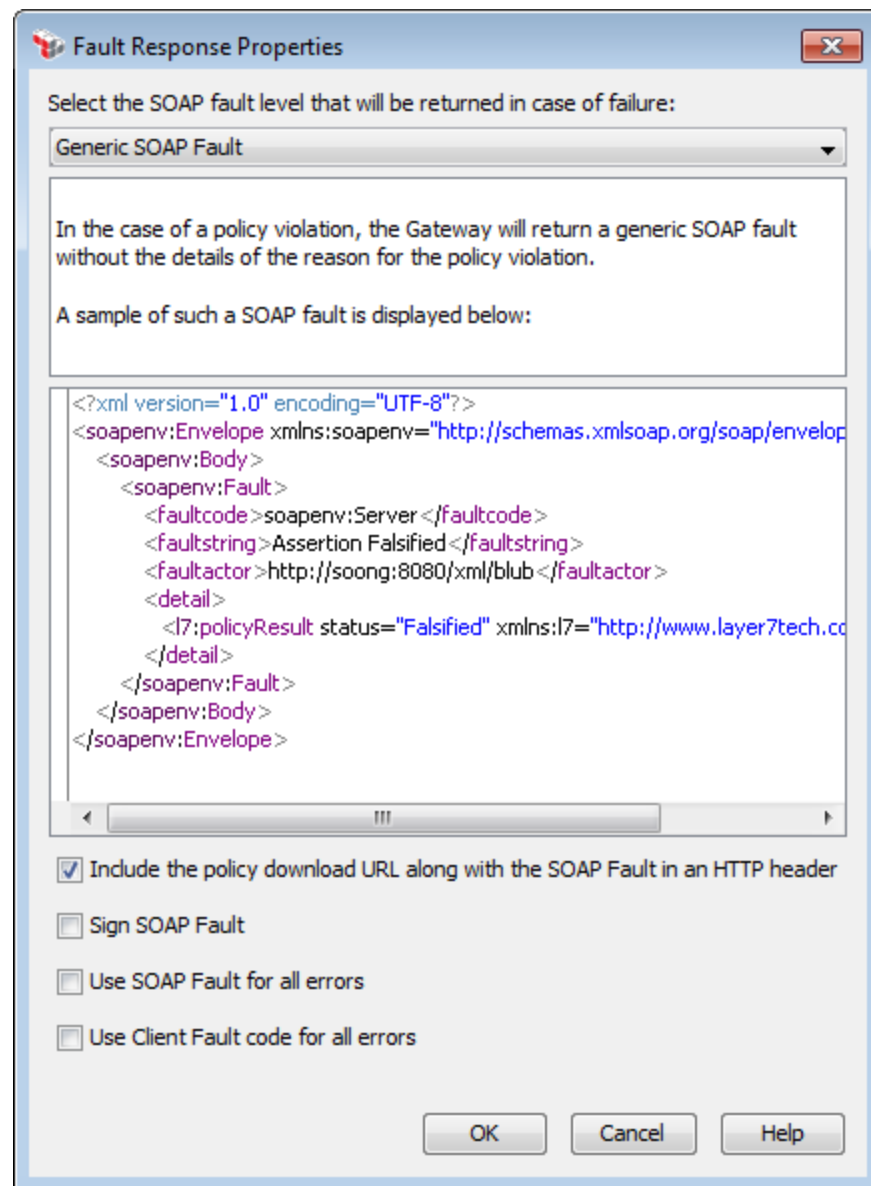 Fault Response Properties
Select the SOAP fault level that will be returned in case of failure:
Generic SOAP Fault
In the case of a policy violation, the Gateway will return a generic SOAP fault
without the details of the reason for the policy violation.
A sample of such a SOAP fault is displayed below:
<?xml version="1.0" encoding="UTF-8"?>
<soapenv:Envelope xmlns:soapenv="http://schemas.xmlsoap.org/soap/envelop
<soapenv:Body>
<soapenv:Fault>
<faultcode>soapenv:Server</faultcode>
<faultstring>Assertion Falsified</faultstring>
<faultactor>http://soong:8080/xml/blub</faultactor>
<detail>
<l7:policyResult status="Falsified" xmlns:l7="http://www.layer7tech.co
</detail>
</soapenv:Fault>
</soapenv:Body>
</soapenv:Envelope>
Include the policy download URL along with the SOAP Fault in an HTTP header
Sign SOAP Fault
Use SOAP Fault for all errors
Use Client Fault code for all errors
OK Cancel Help